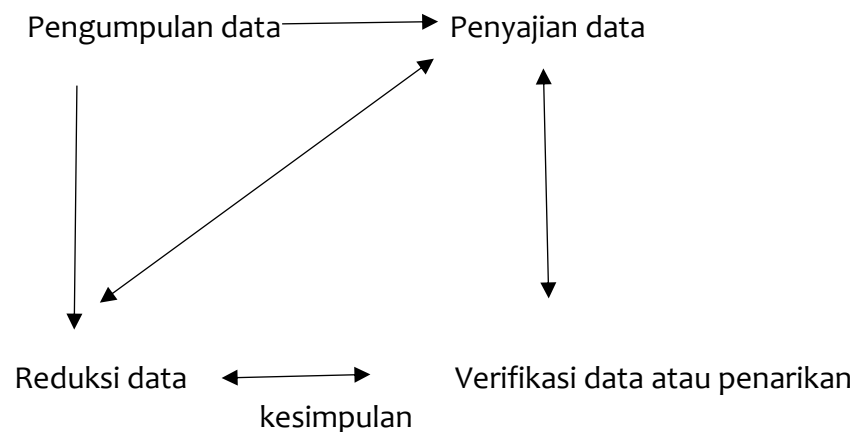 Pengumpulan data Penyajian data
Reduksi data Verifikasi data atau penarikan
kesimpulan